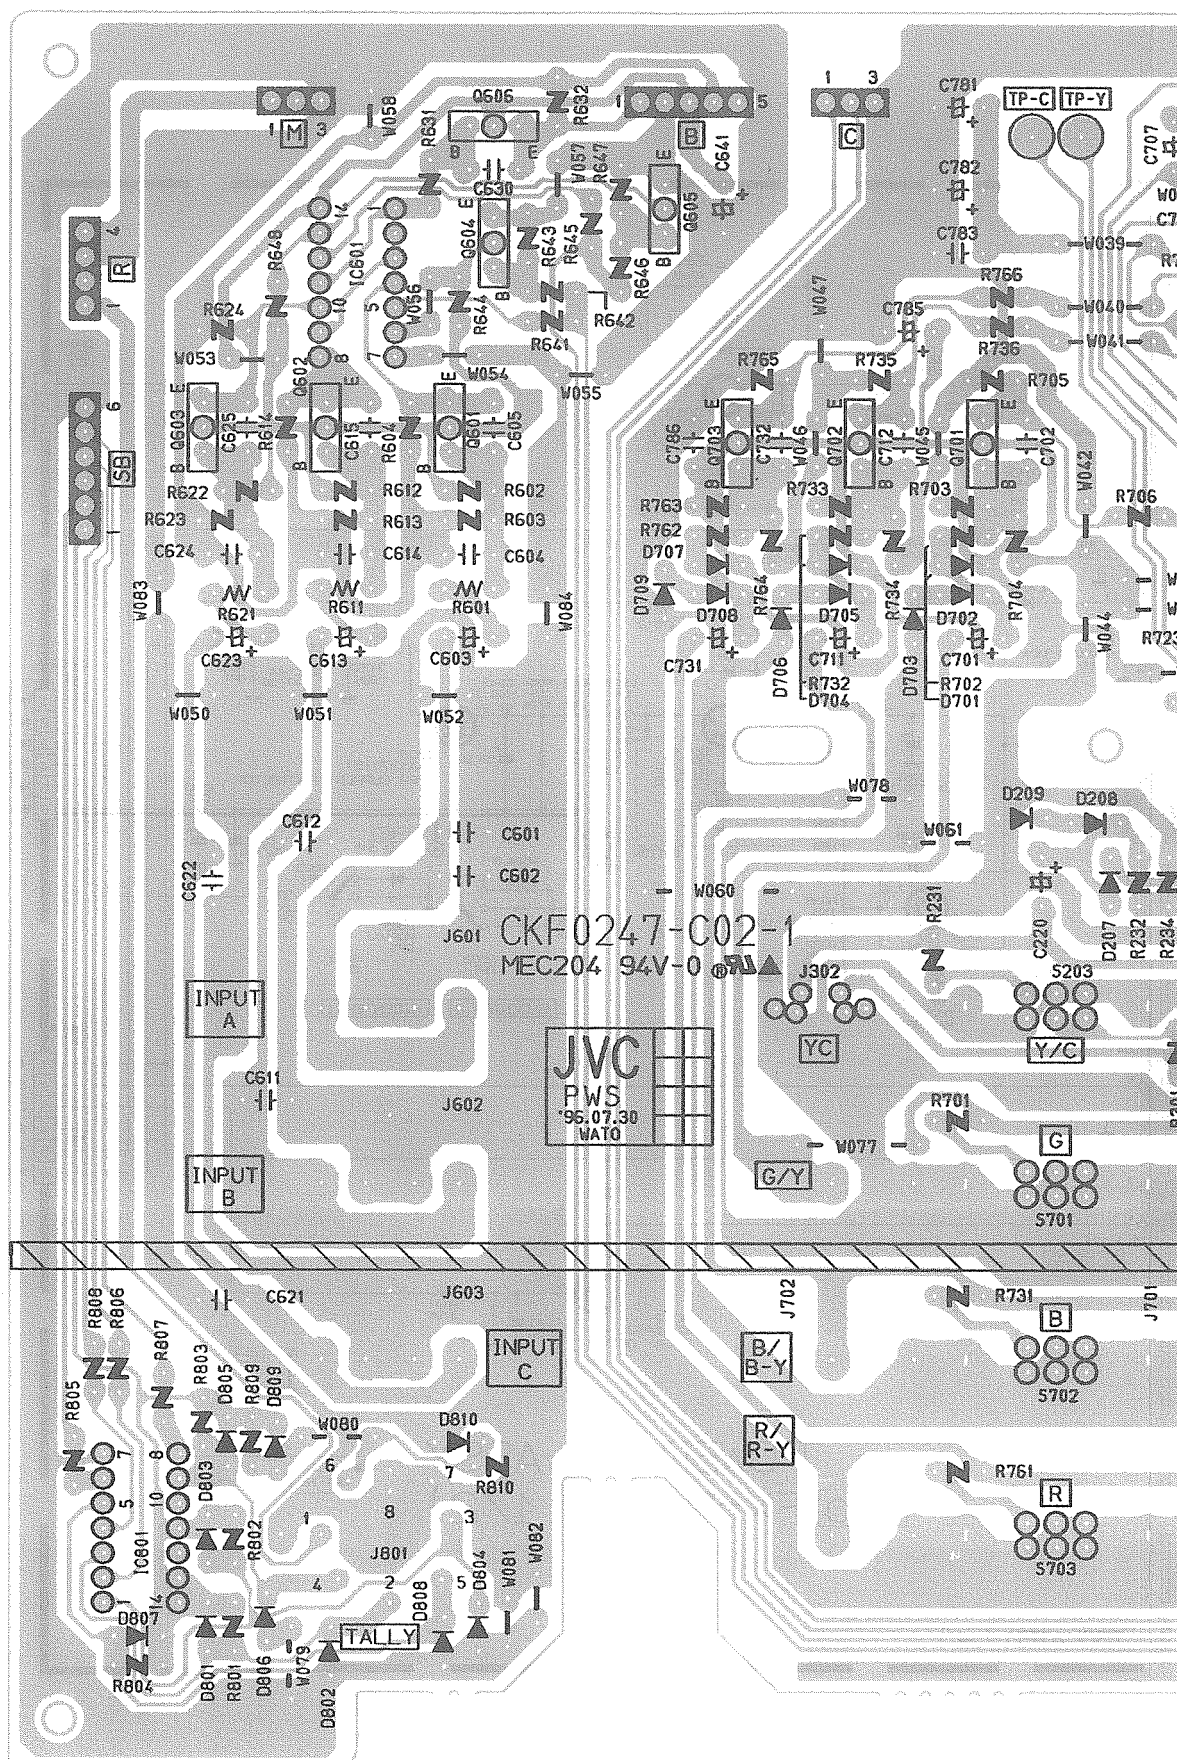 1 3
M
W058
R631
Q606
B E
R632
1 5
B
C630
W057
R647
C641
E
Q605
B
1 3
C
C781
+
C782
+
C783
TP-C TP-Y
C707
4
R
1
R648
14
IC601
10
8
1
5
7
E
Q604
B
R643
R645
R646
W056
R644
R642
R641
R624
W053
Q602
W054
W055
W047
C785
+
R766
R736
W039
W040
W041
6
SB
1
E
Q603
B
C625
R614
E
B
C615
R604
E
Q601
B
C605
R765
R735
R705
C786
E
Q703
B
C732
W046
E
Q702
B
C712
W045
E
Q701
B
C702
W042
R622
R612
R602
R623
R613
R603
C624
C614
C604
R763
R733
R703
R706
R762
D707
W083
R621
R611
R601
W084
D709
D708
R764
D705
R734
D702
R704
W044
C623 +
C613 +
C603 +
C731 +
D706
C711 +
R732
D704
D703
C701 +
R702
D701
R723
W050
W051
W052
W078
D209
D208
C612
C601
W061
C622
C602
W060
R231
+
C220
D207
R232
R234
J601
CKF0247-C02-1
MEC204 94V-0 ® RU
J302
S203
INPUT
A
YC
Y/C
JVC
PWS
'96.07.30
WATO
C611
J602
R701
R301
W077
G
INPUT
B
G/Y
S701
R808
R806
C621
J603
J702
R731
J701
B
R807
R803
D805
R809
D809
INPUT
C
B/
B-Y
S702
R805
W080
D810
R/
R-Y
7
8
6
7
R810
R761
D803
R
5
10
1
8
3
IC801
R802
J801
W082
S703
4
2
5
D804
W081
1
14
D808
D807
TALLY
R804
D801
R801
D806
W079
D802